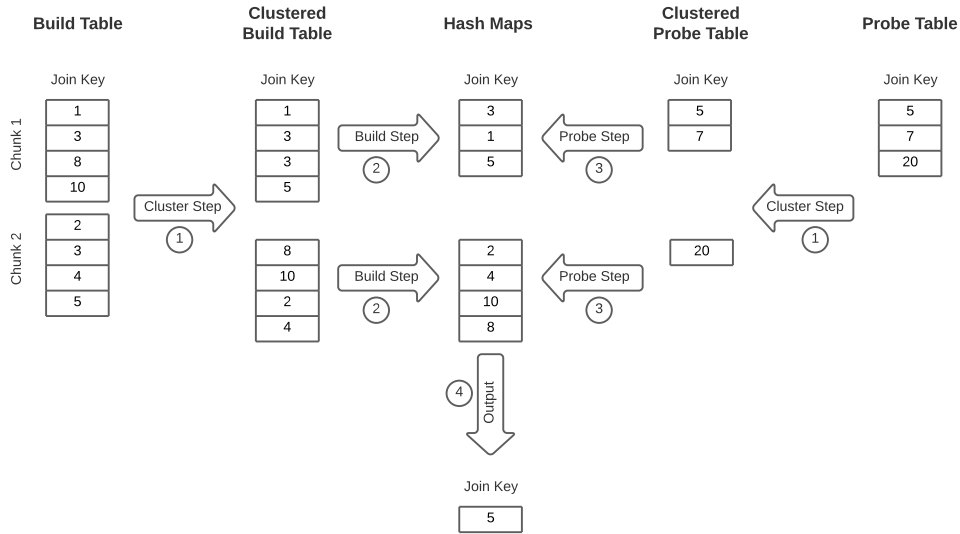 Build Table
Clustered
Build Table
Hash Maps
Clustered
Probe Table
Probe Table
Join Key
Join Key
Join Key
Join Key
Join Key
Chunk 1
1
3
8
10
Chunk 2
2
3
4
5
Cluster Step
1
1
3
3
5
8
10
2
4
Build Step
2
Build Step
2
3
1
5
2
4
10
8
Probe Step
3
Probe Step
3
5
7
20
Cluster Step
1
5
7
20
4
Output
Join Key
5